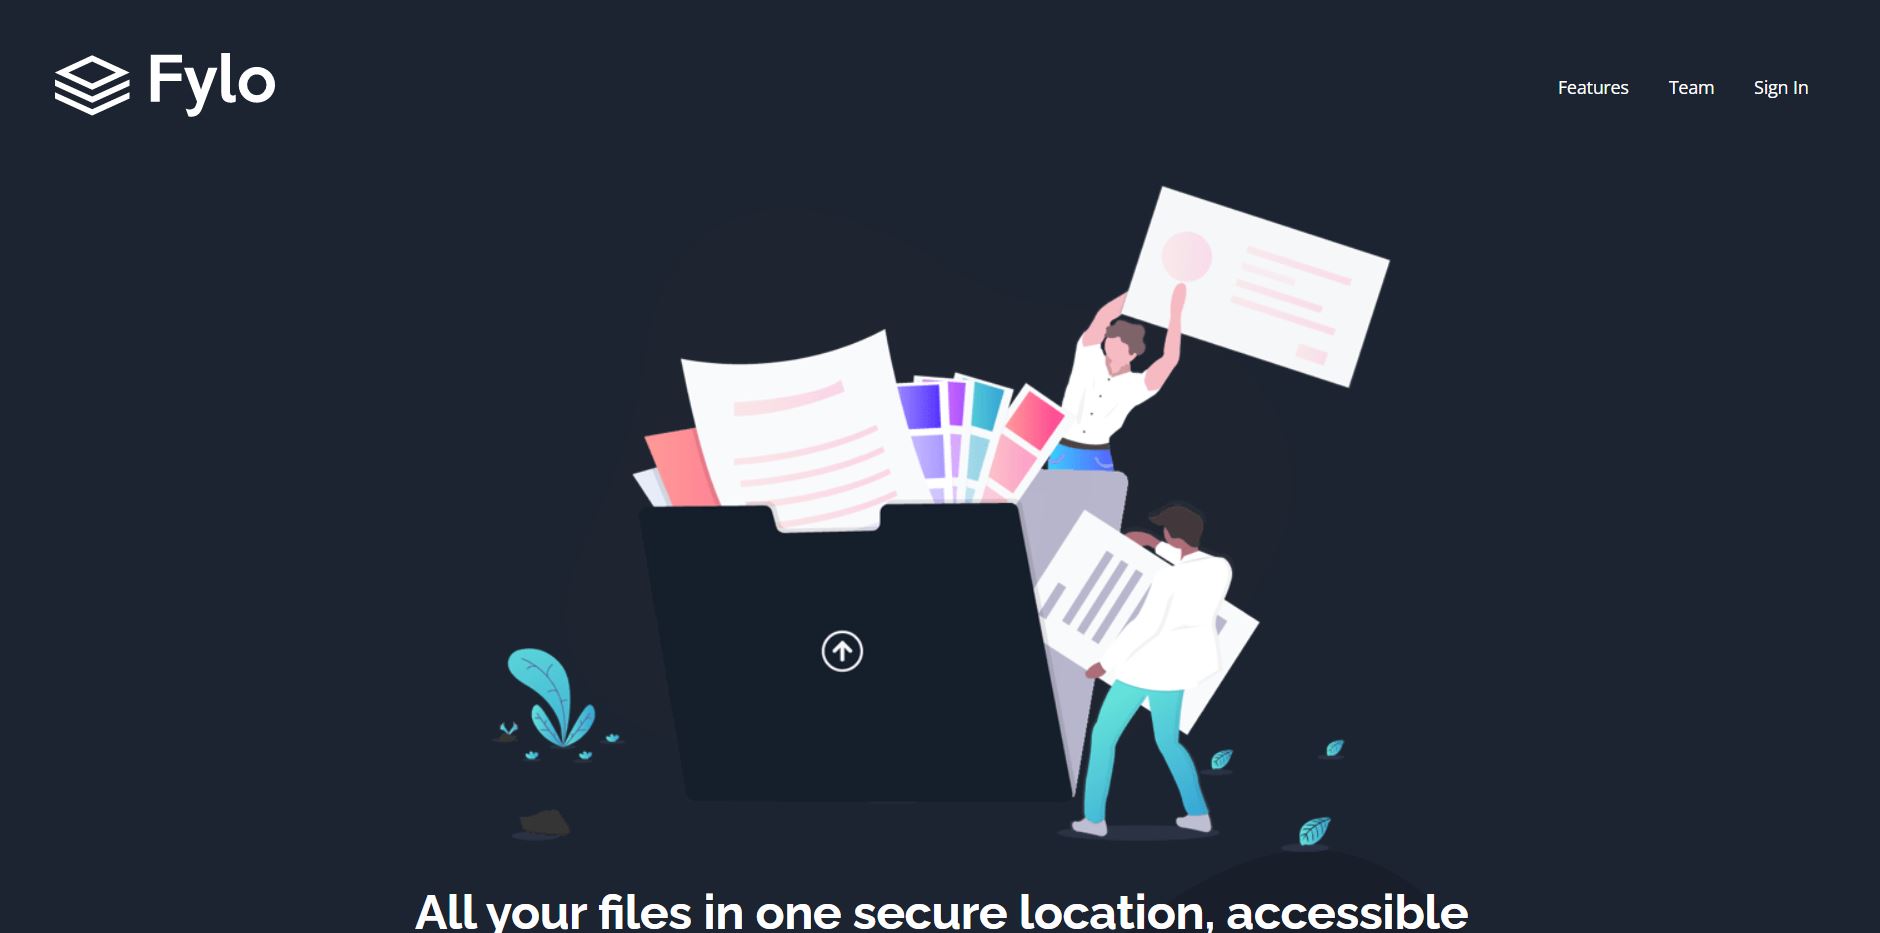 Fylo
Features
Team
Sign In
All your files in one secure location, accessible